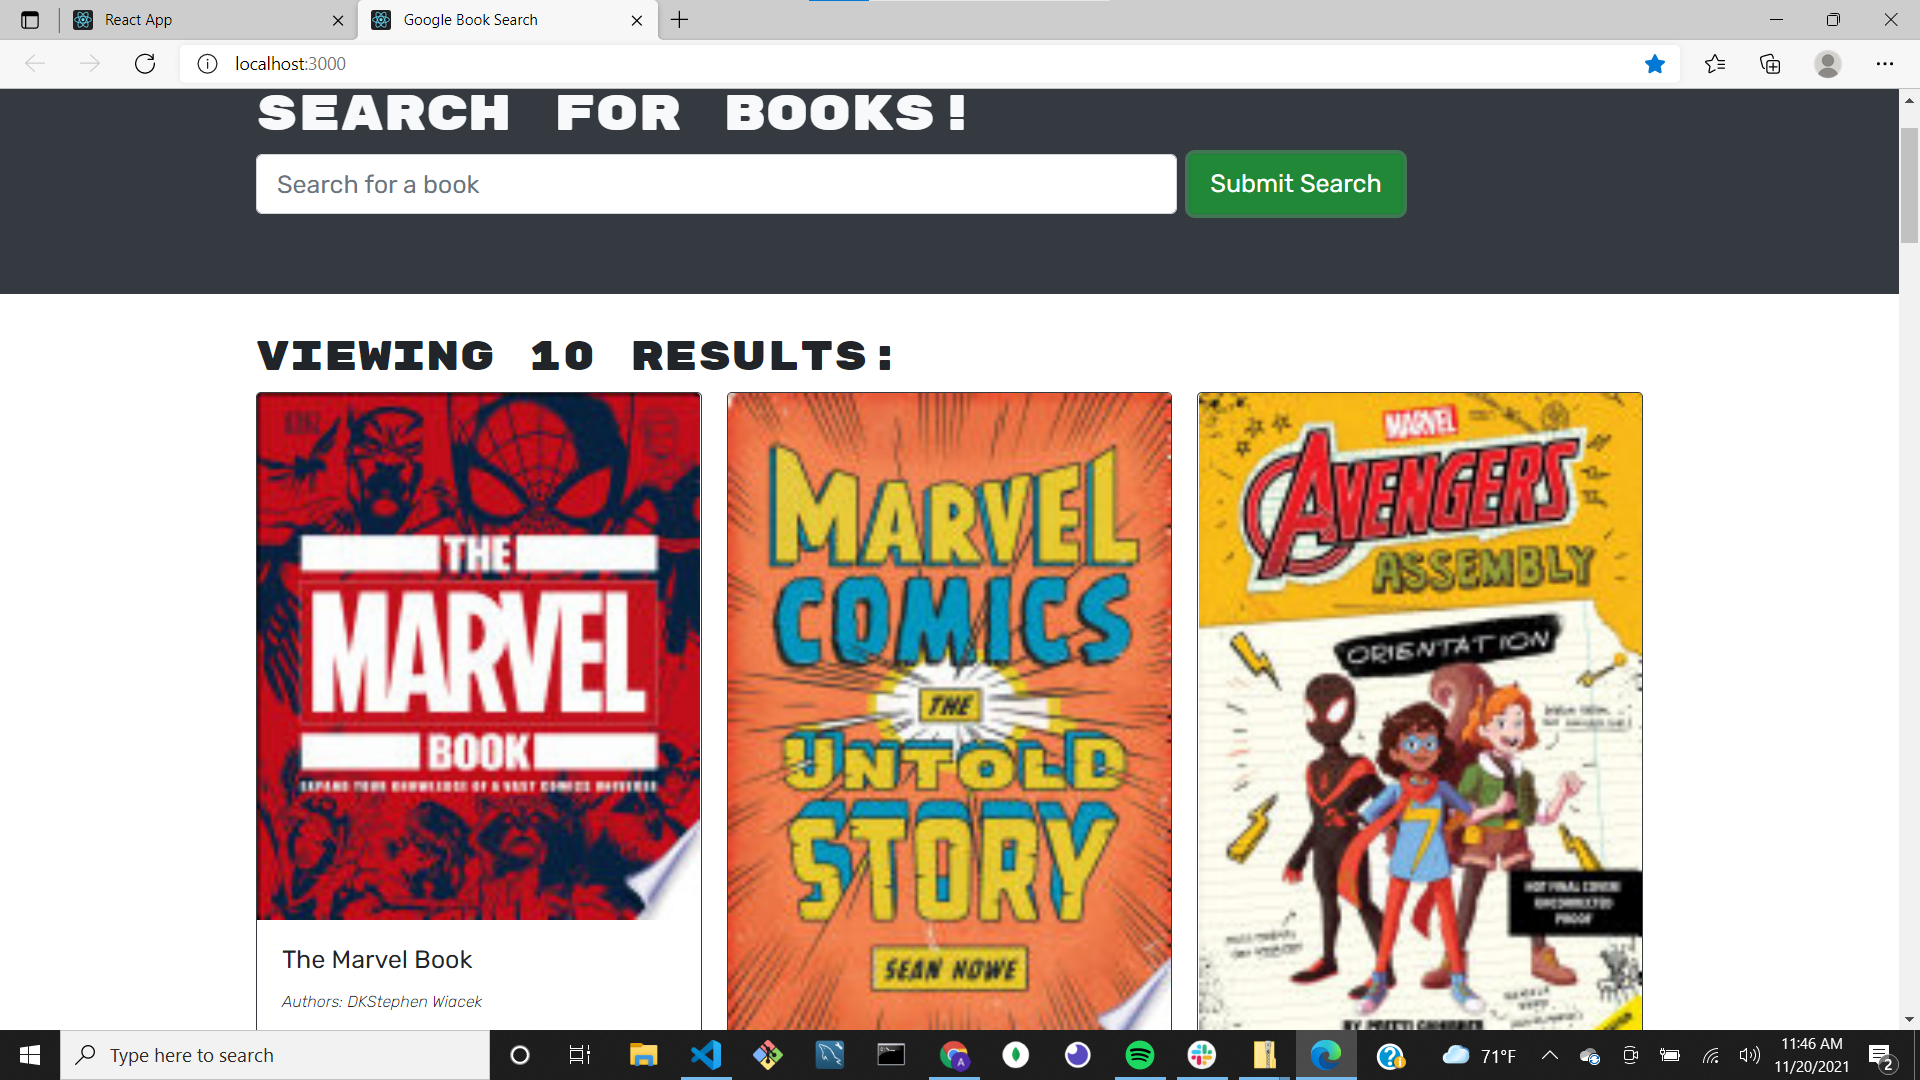 React App
Google Book Search
localhost:3000
SEARCH FOR BOOKS!
Search for a book
Submit Search
VIEWING 10 RESULTS:
THE
MARVEL
BOOK
EXPAND YOUR KNOWLEDGE OF A VAST COMICS UNIVERSE
The Marvel Book
Authors: DKStephen Wiacek
MARVEL
COMICS
THE
UNTOLD
STORY
SEAN HOWE
MARVEL
AVENGERS
ASSEMBLY
ORIENTATION
NOT FINAL COVER
UNCORRECTED
PROOF
BY PREETI CHHIBBER
Type here to search
71°F
11:46 AM
11/20/2021
2